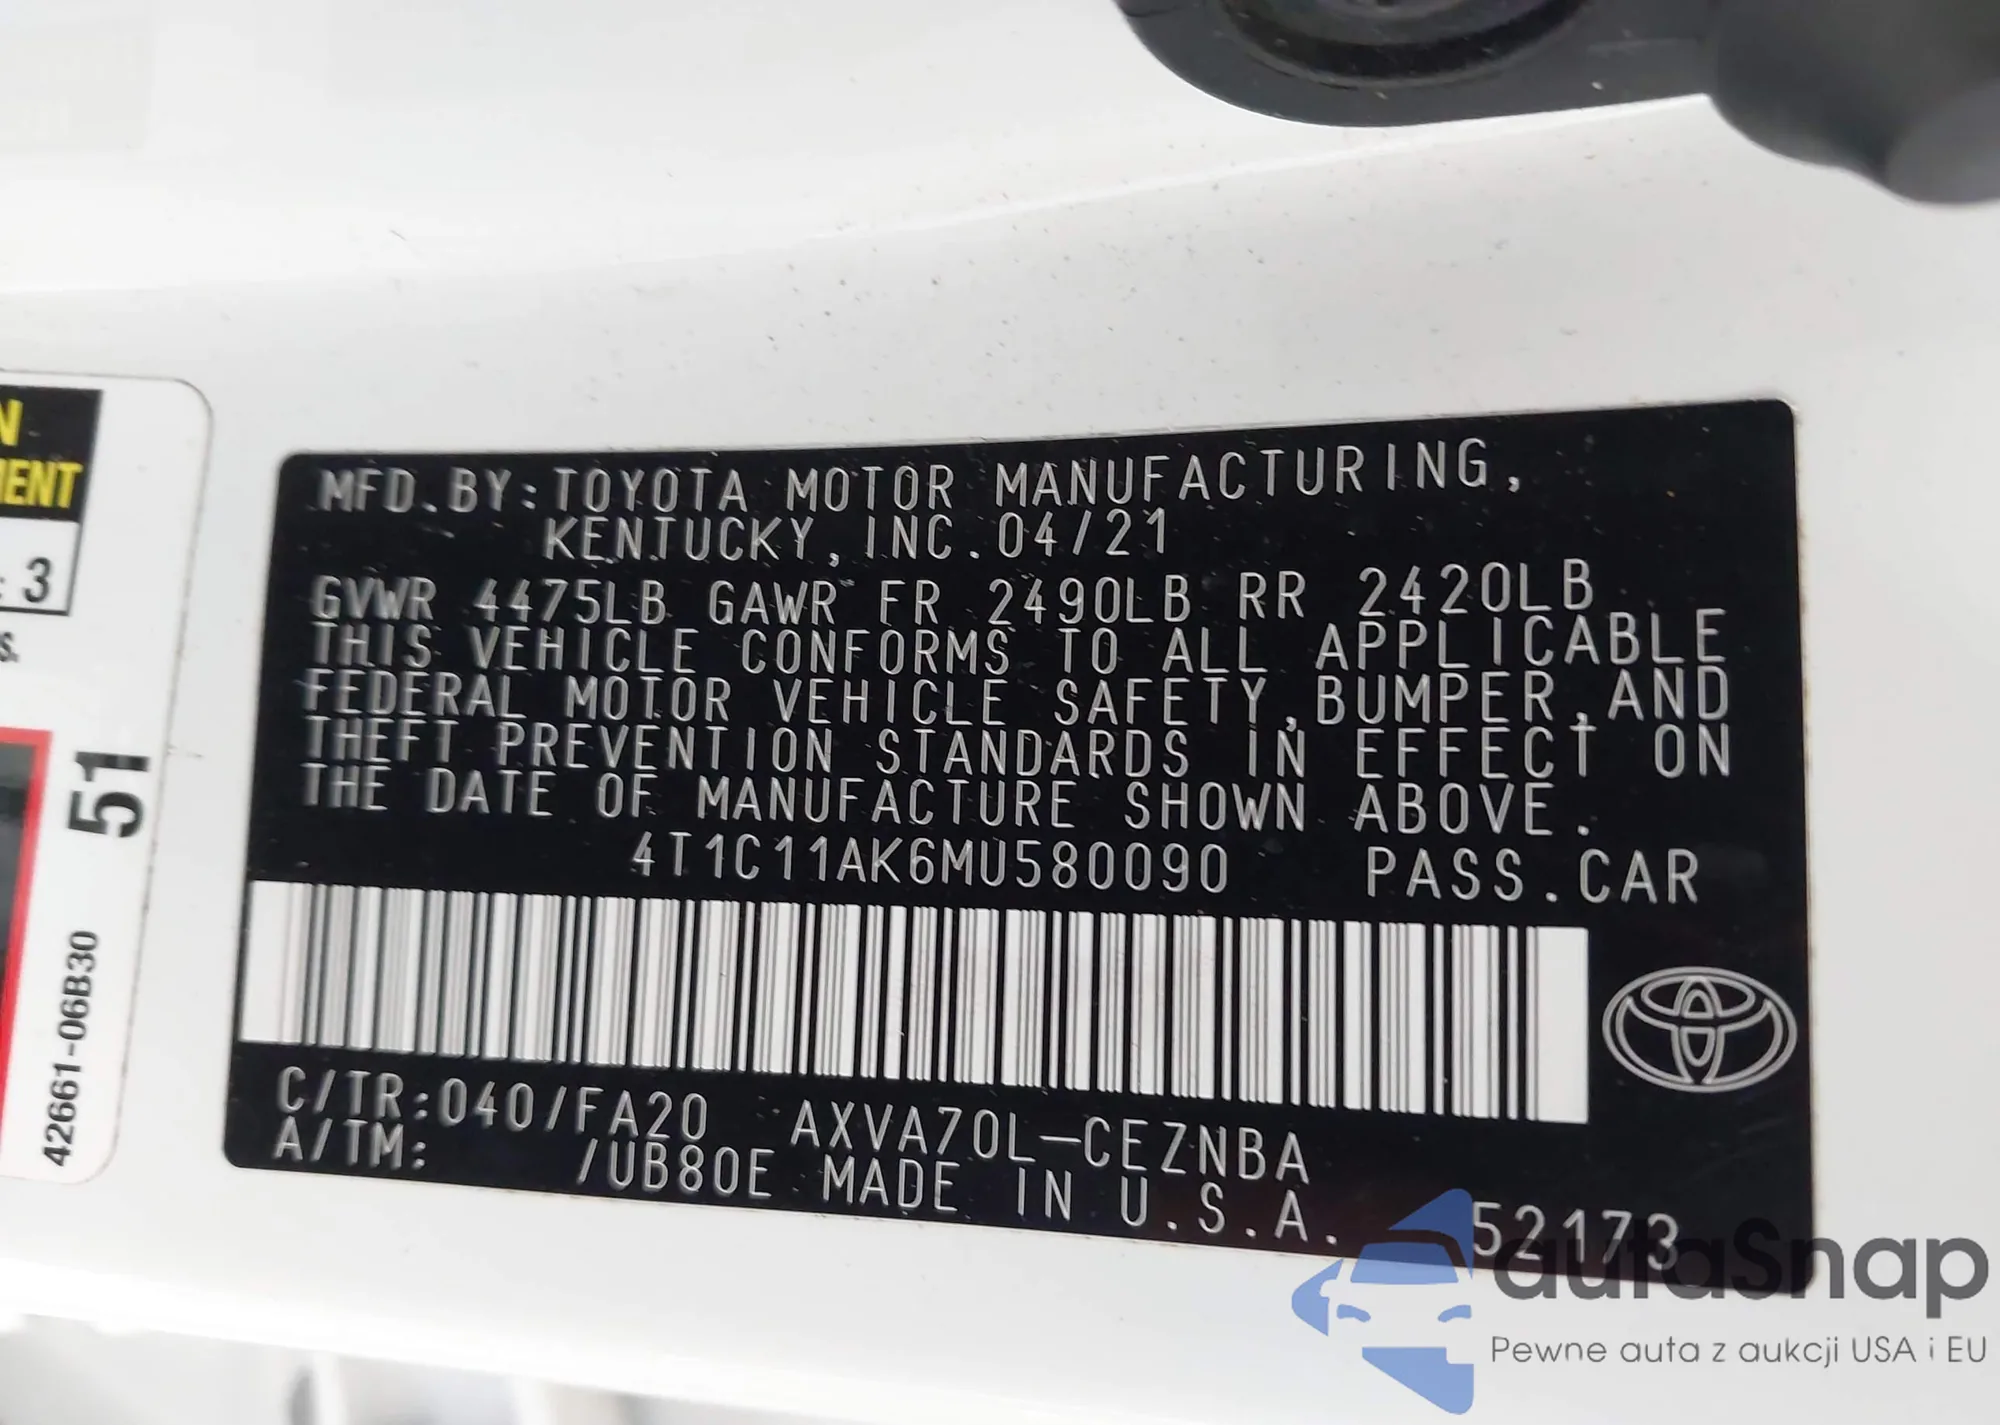 N
MENT
: 3
s.
51
42661-06B30
MFD.BY:TOYOTA MOTOR MANUFACTURING,
KENTUCKY, INC. 04/21
GVWR 4475LB GAWR FR 2490LB RR 2420LB
THIS VEHICLE CONFORMS TO ALL APPLICABLE
FEDERAL MOTOR VEHICLE SAFETY, BUMPER, AND
THEFT PREVENTION STANDARDS IN EFFECT ON
THE DATE OF MANUFACTURE SHOWN ABOVE.
4T1C11AK6MU580090 PASS.CAR
C/TR:040/FA20 AXVA70L-CEZNBA
A/TM: /UB80E MADE IN U.S.A.
52173
autaSnap
Pewne auta z aukcji USA i EU